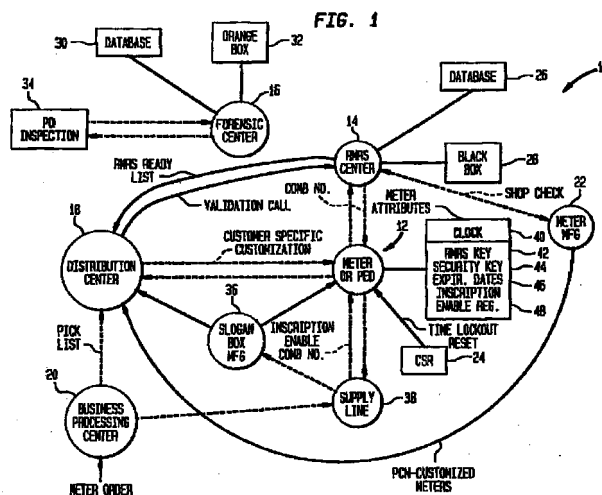 FIG. 1
30
DATABASE
ORANGE
BOX
32
34
PD
INSPECTION
FORENSIC
CENTER
16
DATABASE
26
14
RMRS
CENTER
BLACK
BOX
28
RMRS READY
LIST
VALIDATION CALL
COMB NO.
METER
ATTRIBUTES
SHOP CHECK
22
METER
MFG
18
DISTRIBUTION
CENTER
CUSTOMER SPECIFIC
CUSTOMIZATION
12
METER
OR PED
CLOCK
40
RMRS KEY
42
SECURITY KEY
44
EXPIR. DATES
46
INSCRIPTION
ENABLE REG.
48
36
SLOGAN
BOX
MFG
INSCRIPTION
ENABLE
COMB NO.
TIME LOCKOUT
RESET
CSR
24
PICK
LIST
20
BUSINESS
PROCESSING
CENTER
SUPPLY
LINE
38
PCN-CUSTOMIZED
METERS
METER ORDER